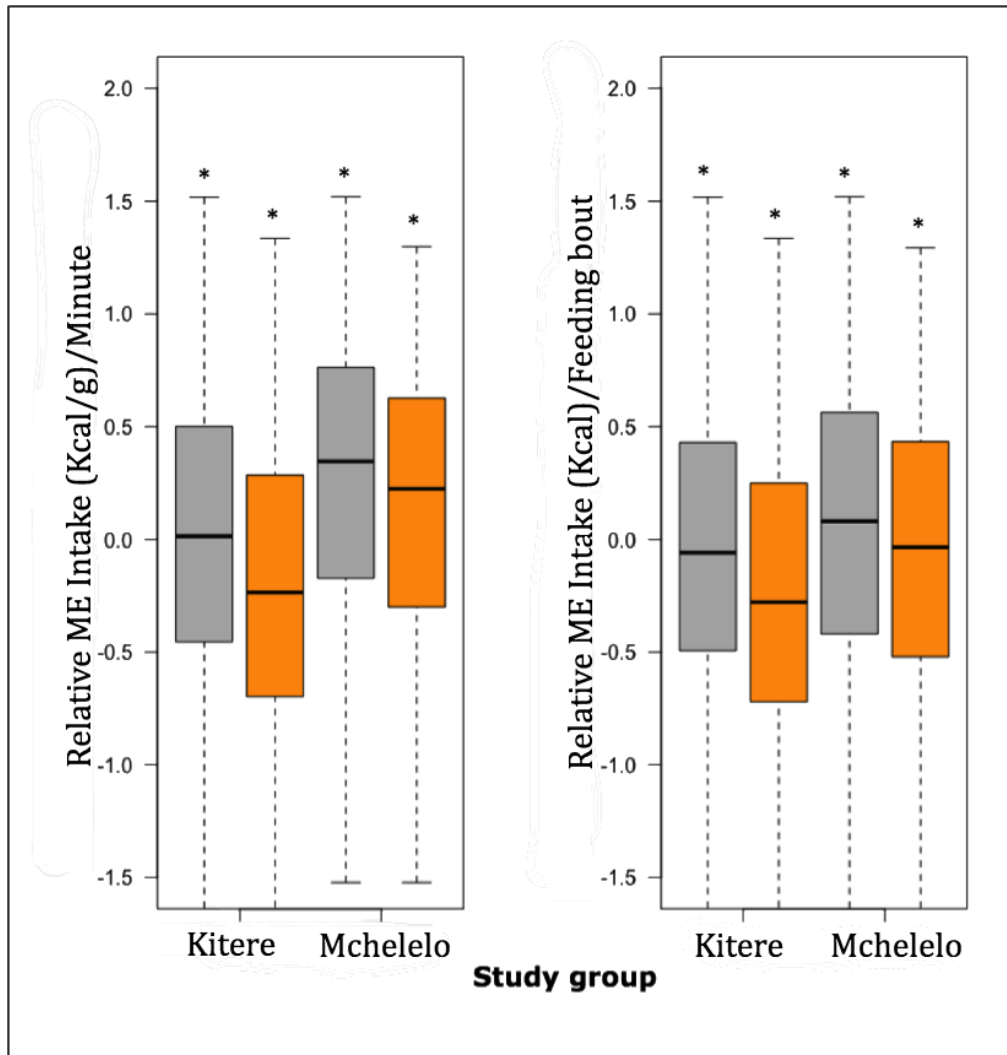 Relative ME Intake (Kcal/g)/Minute
2.0
1.5
1.0
0.5
0.0
-0.5
-1.0
-1.5
* * * *
Kitere Mchelelo
Relative ME Intake (Kcal)/Feeding bout
2.0
1.5
1.0
0.5
0.0
-0.5
-1.0
-1.5
* * * *
Kitere Mchelelo
Study group